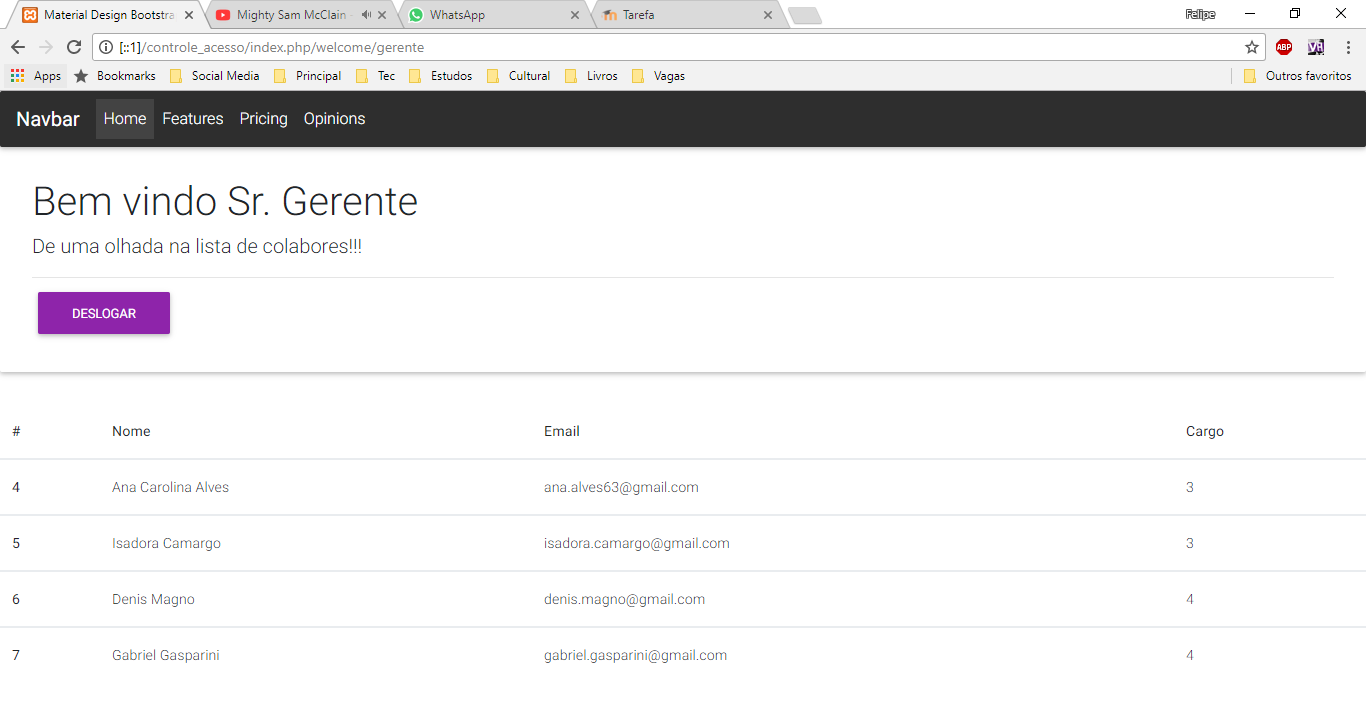 Material Design Bootstra
Mighty Sam McClain
WhatsApp
Tarefa
Felipe
[::1]/controle_acesso/index.php/welcome/gerente
ABP
Apps Bookmarks Social Media Principal Tec Estudos Cultural Livros Vagas Outros favoritos
Navbar Home Features Pricing Opinions
Bem vindo Sr. Gerente
De uma olhada na lista de colabores!!!
DESLOGAR
# Nome Email Cargo
4 Ana Carolina Alves ana.alves63@gmail.com 3
5 Isadora Camargo isadora.camargo@gmail.com 3
6 Denis Magno denis.magno@gmail.com 4
7 Gabriel Gasparini gabriel.gasparini@gmail.com 4